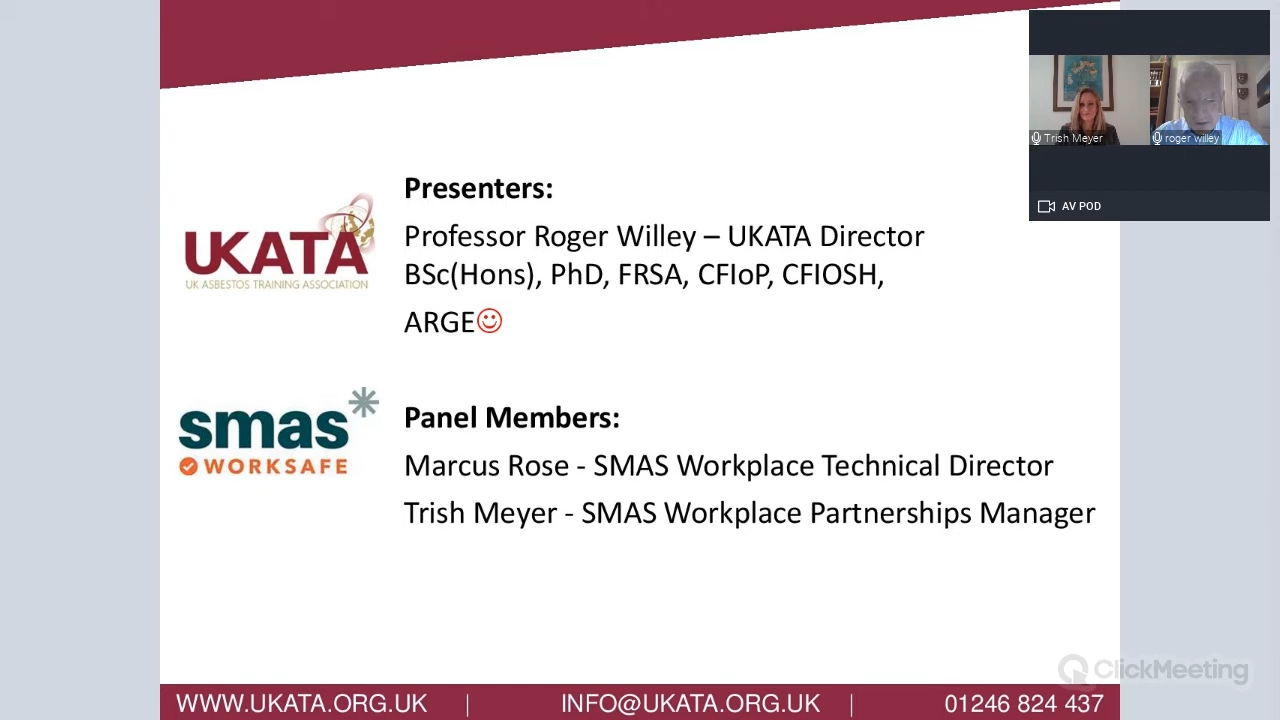 Presenters:
Professor Roger Willey – UKATA Director
BSc(Hons), PhD, FRSA, CFIoP, CFIOSH,
ARGE
UKATA
UK ASBESTOS TRAINING ASSOCIATION
smas
WORKSAFE
Panel Members:
Marcus Rose - SMAS Workplace Technical Director
Trish Meyer - SMAS Workplace Partnerships Manager
Trish Meyer
roger willey
AV POD
ClickMeeting
WWW.UKATA.ORG.UK | INFO@UKATA.ORG.UK | 01246 824 437